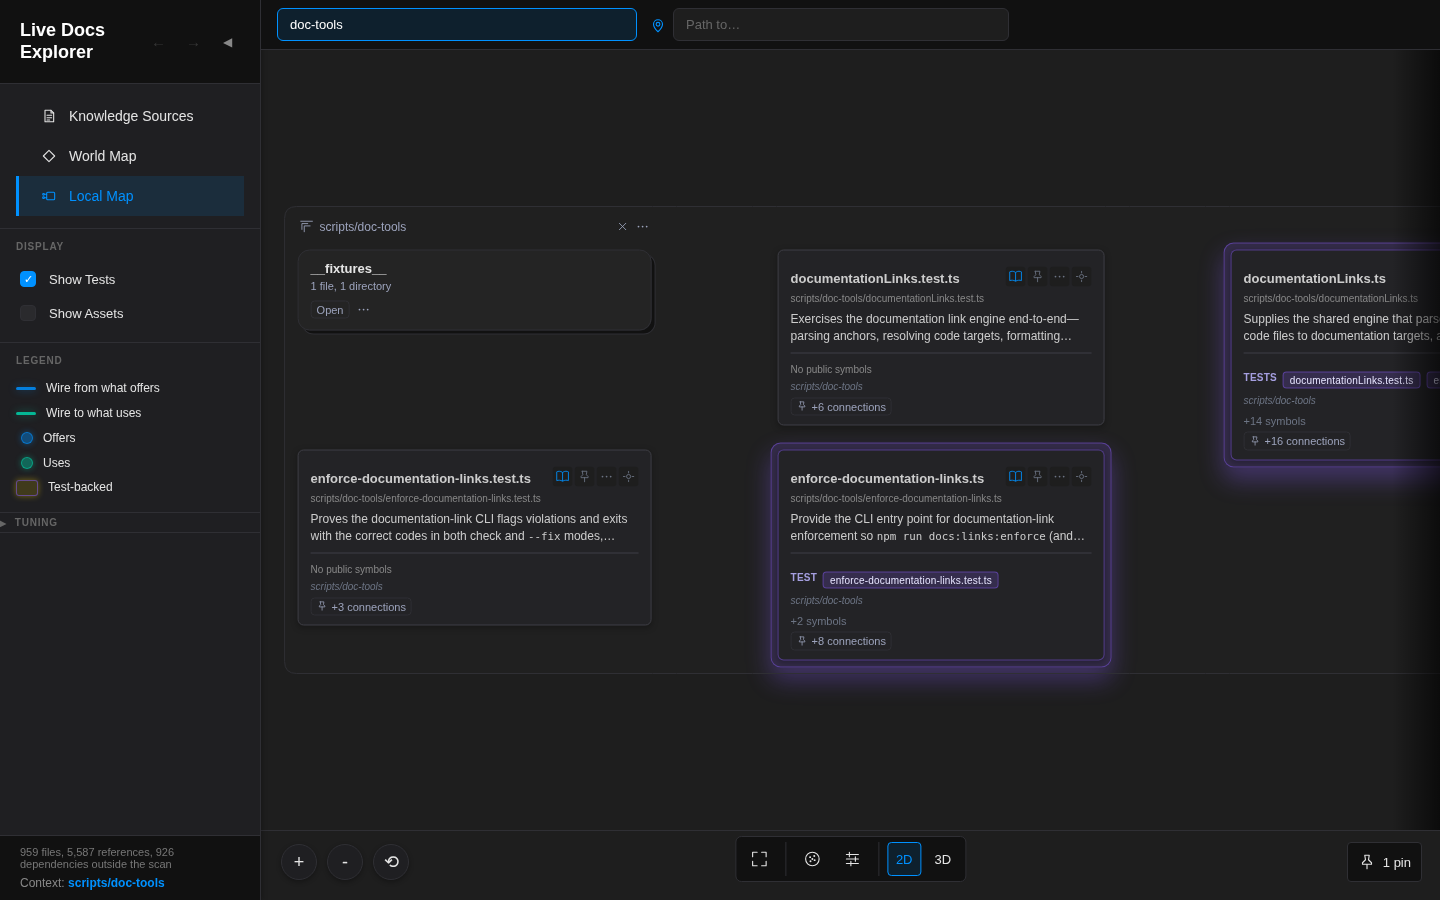 Live Docs
Explorer
← → ◀
Knowledge Sources
World Map
Local Map
DISPLAY
Show Tests
Show Assets
LEGEND
Wire from what offers
Wire to what uses
Offers
Uses
Test-backed
TUNING
959 files, 5,587 references, 926
dependencies outside the scan
Context: scripts/doc-tools
doc-tools
Path to…
scripts/doc-tools
__fixtures__
1 file, 1 directory
Open
documentationLinks.test.ts
scripts/doc-tools/documentationLinks.test.ts
Exercises the documentation link engine end-to-end—
parsing anchors, resolving code targets, formatting…
No public symbols
scripts/doc-tools
+6 connections
documentationLinks.ts
scripts/doc-tools/documentationLinks.ts
Supplies the shared engine that pars
code files to documentation targets, a
TESTS documentationLinks.test.ts e
scripts/doc-tools
+14 symbols
+16 connections
enforce-documentation-links.test.ts
scripts/doc-tools/enforce-documentation-links.test.ts
Proves the documentation-link CLI flags violations and exits
with the correct codes in both check and --fix modes,…
No public symbols
scripts/doc-tools
+3 connections
enforce-documentation-links.ts
scripts/doc-tools/enforce-documentation-links.ts
Provide the CLI entry point for documentation-link
enforcement so npm run docs:links:enforce (and…
TEST enforce-documentation-links.test.ts
scripts/doc-tools
+2 symbols
+8 connections
+ - ⟲
2D 3D
1 pin